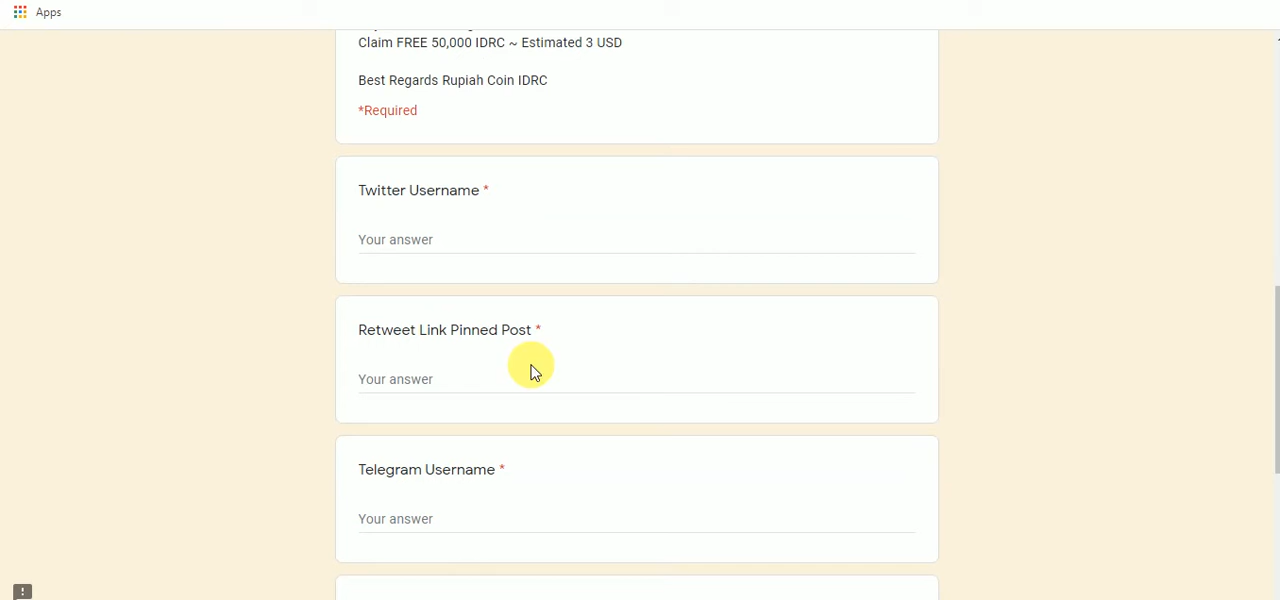 Apps
Claim FREE 50,000 IDRC ~ Estimated 3 USD
Best Regards Rupiah Coin IDRC
*Required
Twitter Username *
Your answer
Retweet Link Pinned Post *
Your answer
Telegram Username *
Your answer
!